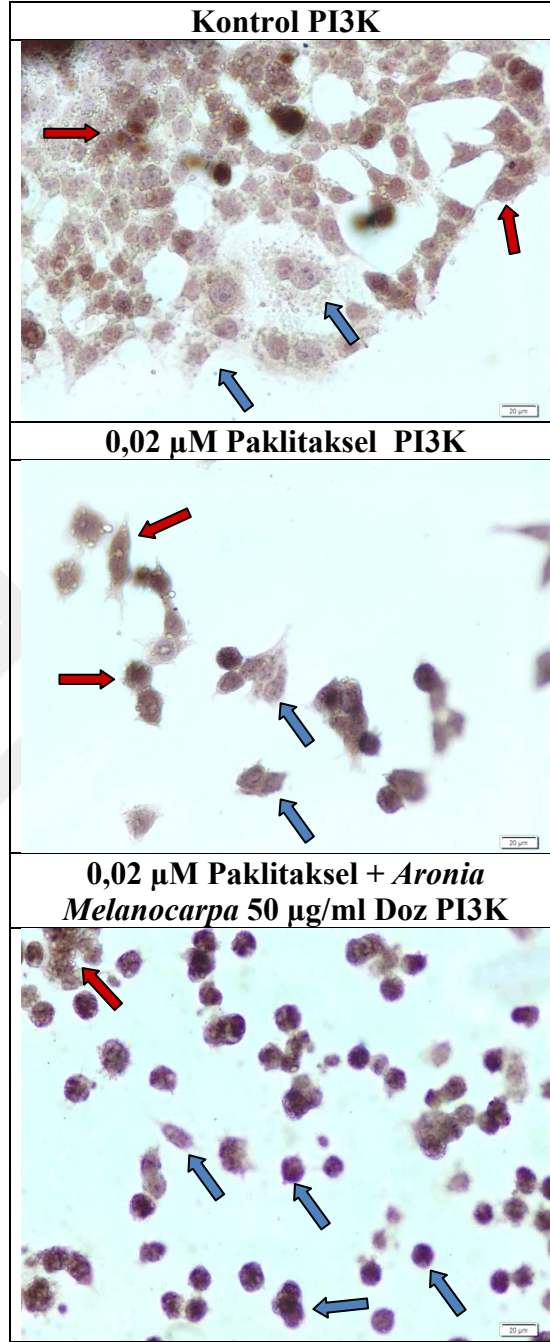 Kontrol PI3K
20 µm
0,02 µM Paklitaksel PI3K
20 µm
0,02 µM Paklitaksel + Aronia
Melanocarpa 50 µg/ml Doz PI3K
20 µm